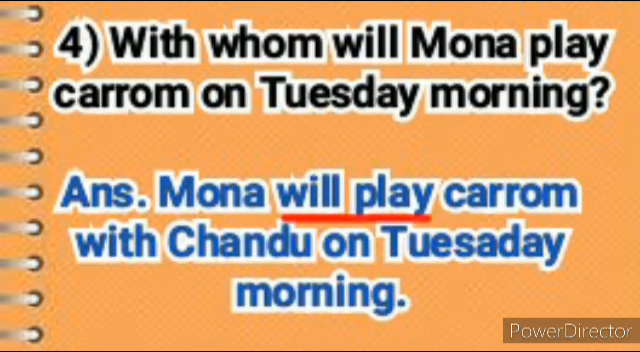 4) With whom will Mona play
carrom on Tuesday morning?
Ans. Mona will play carrom
with Chandu on Tuesaday
morning.
PowerDirector